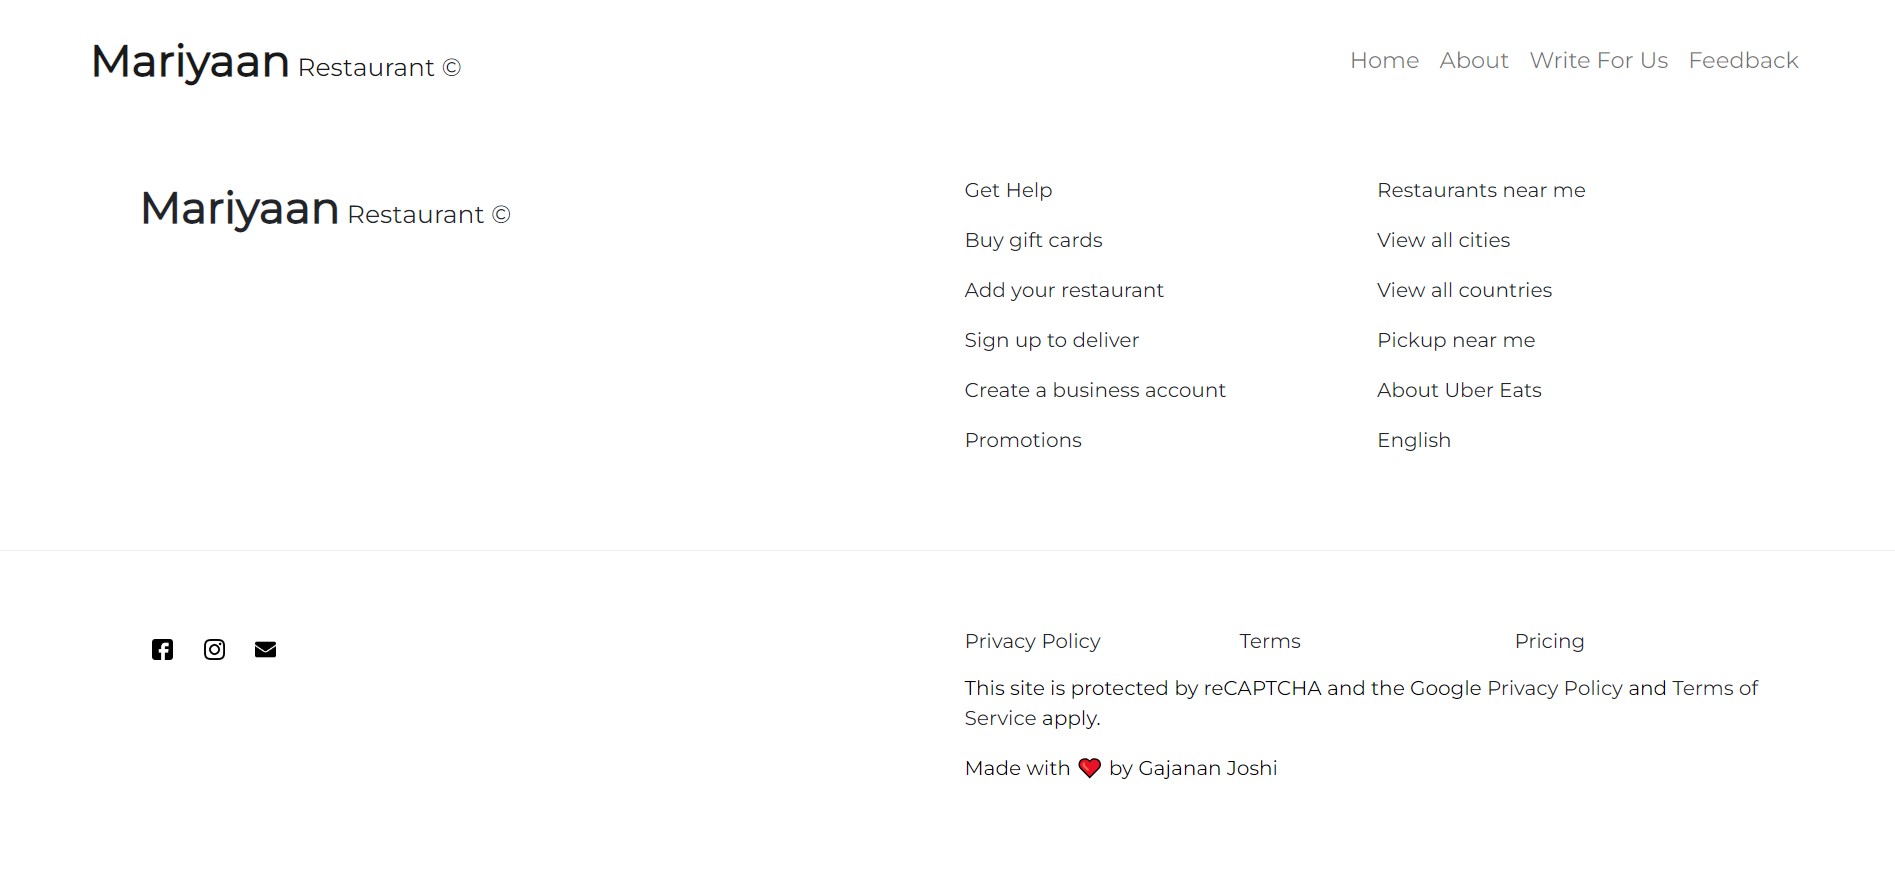 Mariyaan Restaurant ©
Home About Write For Us Feedback
Mariyaan Restaurant ©
Get Help
Buy gift cards
Add your restaurant
Sign up to deliver
Create a business account
Promotions
Restaurants near me
View all cities
View all countries
Pickup near me
About Uber Eats
English
Privacy Policy Terms Pricing
This site is protected by reCAPTCHA and the Google Privacy Policy and Terms of
Service apply.
Made with ❤ by Gajanan Joshi